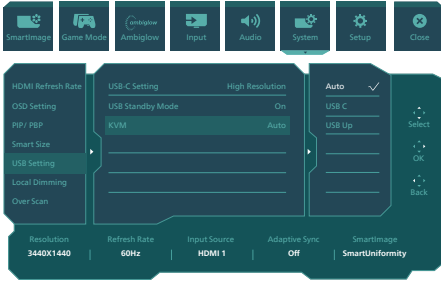 SmartImage Game Mode Ambiglow Input Audio System Setup Close
ambiglow
HDMI Refresh Rate
OSD Setting
PIP/ PBP
Smart Size
USB Setting
Local Dimming
Over Scan
USB-C Setting High Resolution
USB Standby Mode On
KVM Auto
Auto
USB C
USB Up
Select
OK
Back
Resolution Refresh Rate Input Source Adaptive Sync SmartImage
3440X1440 | 60Hz | HDMI 1 | Off | SmartUniformity